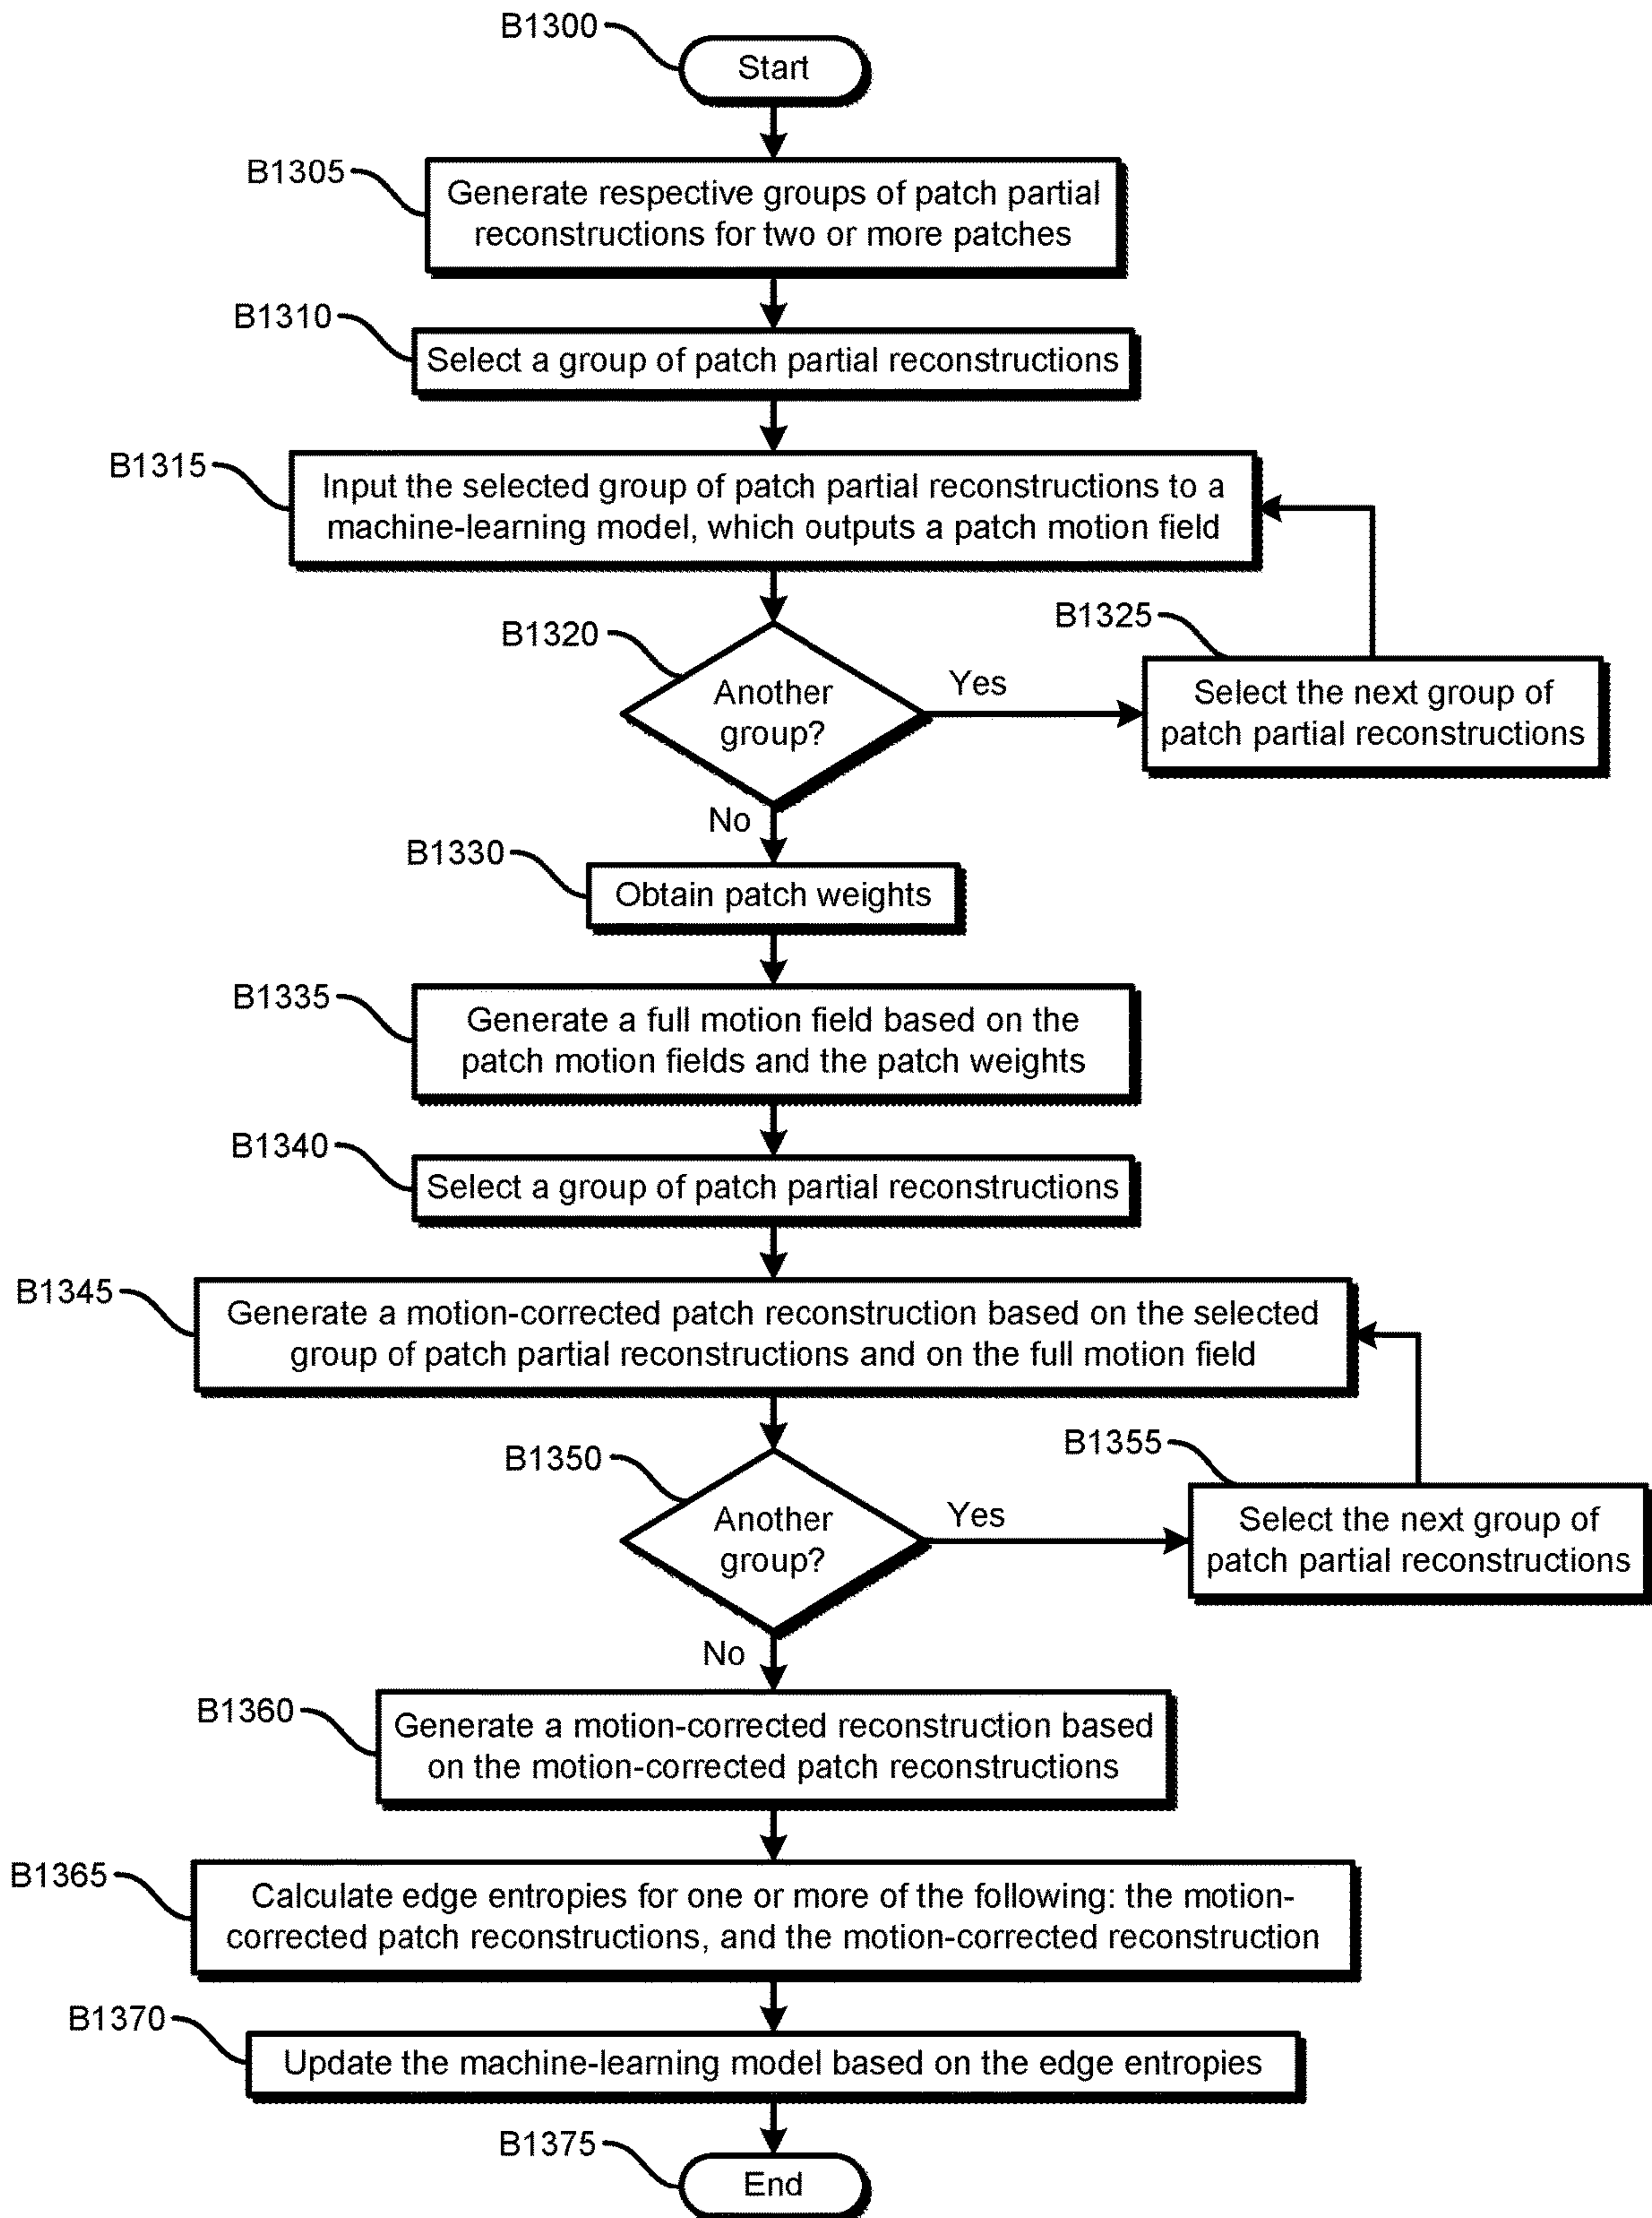 B1300
Start
B1305
Generate respective groups of patch partial
reconstructions for two or more patches
B1310
Select a group of patch partial reconstructions
B1315
Input the selected group of patch partial reconstructions to a
machine-learning model, which outputs a patch motion field
B1320
Another
group?
Yes
B1325
Select the next group of
patch partial reconstructions
No
B1330
Obtain patch weights
B1335
Generate a full motion field based on the
patch motion fields and the patch weights
B1340
Select a group of patch partial reconstructions
B1345
Generate a motion-corrected patch reconstruction based on the selected
group of patch partial reconstructions and on the full motion field
B1350
Another
group?
Yes
B1355
Select the next group of
patch partial reconstructions
No
B1360
Generate a motion-corrected reconstruction based
on the motion-corrected patch reconstructions
B1365
Calculate edge entropies for one or more of the following: the motion-
corrected patch reconstructions, and the motion-corrected reconstruction
B1370
Update the machine-learning model based on the edge entropies
B1375
End